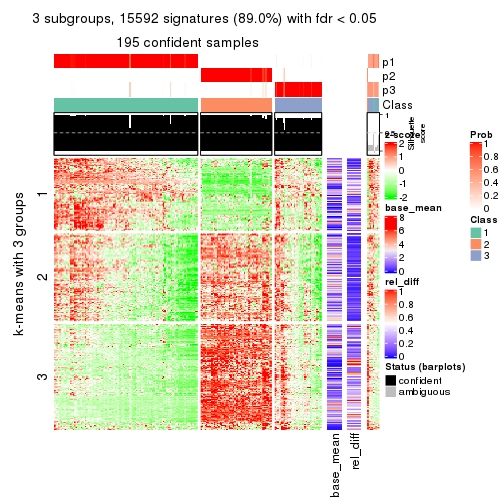 3 subgroups, 15592 signatures (89.0%) with fdr < 0.05
195 confident samples
p1
p2
p3
Class
1
Silhouette
score
k-means with 3 groups
1
2
3
base_mean
rel_diff
z-score
2
1
0
-1
-2
base_mean
8
6
4
2
0
rel_diff
1
0.8
0.6
0.4
0.2
0
Status (barplots)
confident
ambiguous
Prob
1
0.8
0.6
0.4
0.2
0
Class
1
2
3